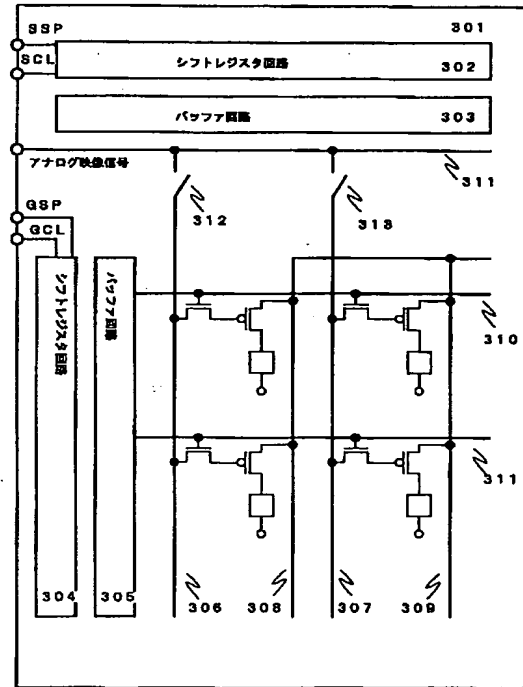 SSP
301
シフトレジスタ回路
302
SCL
バッファ回路
303
アナログ映像信号
311
312
313
GSP
GCL
シフトレジスタ回路
バッファ回路
310
311
304
305
306
308
307
309